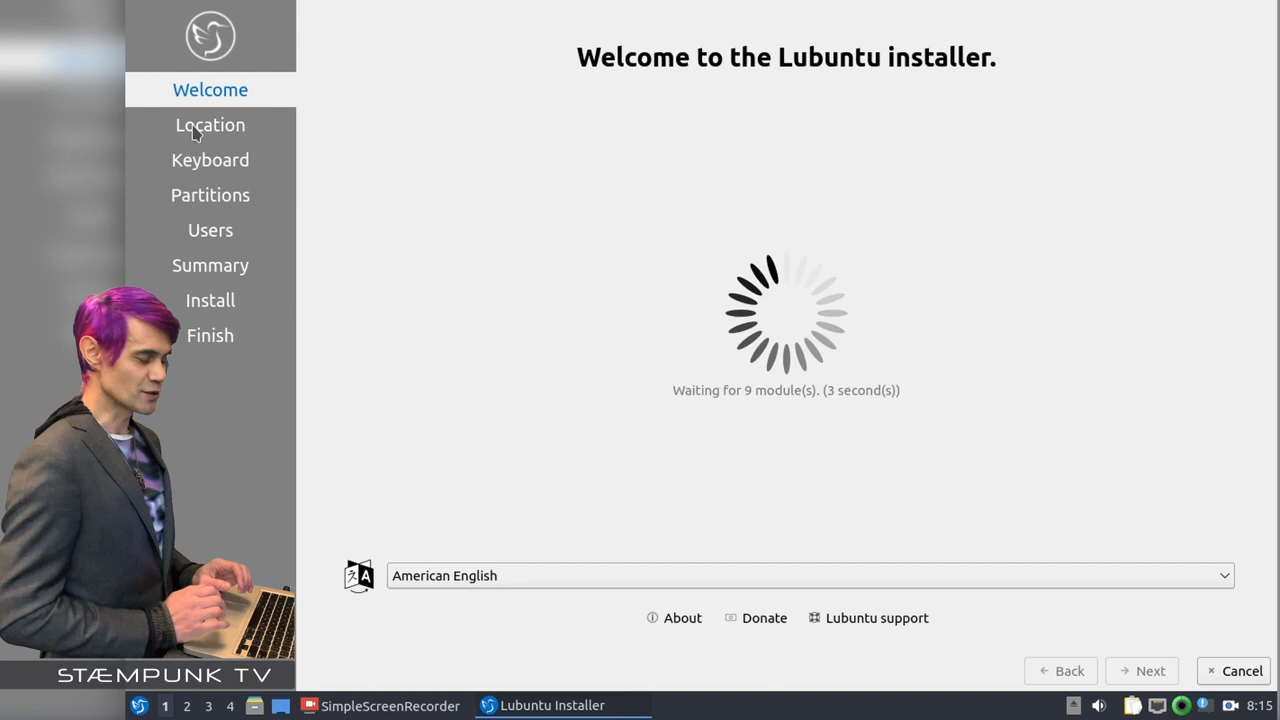 Welcome to the Lubuntu installer.
Welcome
Location
Keyboard
Partitions
Users
Summary
Install
Finish
Waiting for 9 module(s). (3 second(s))
American English
About
Donate
Lubuntu support
Back
Next
Cancel
STÆMPUNK TV
1 2 3 4
SimpleScreenRecorder
Lubuntu Installer
8:15